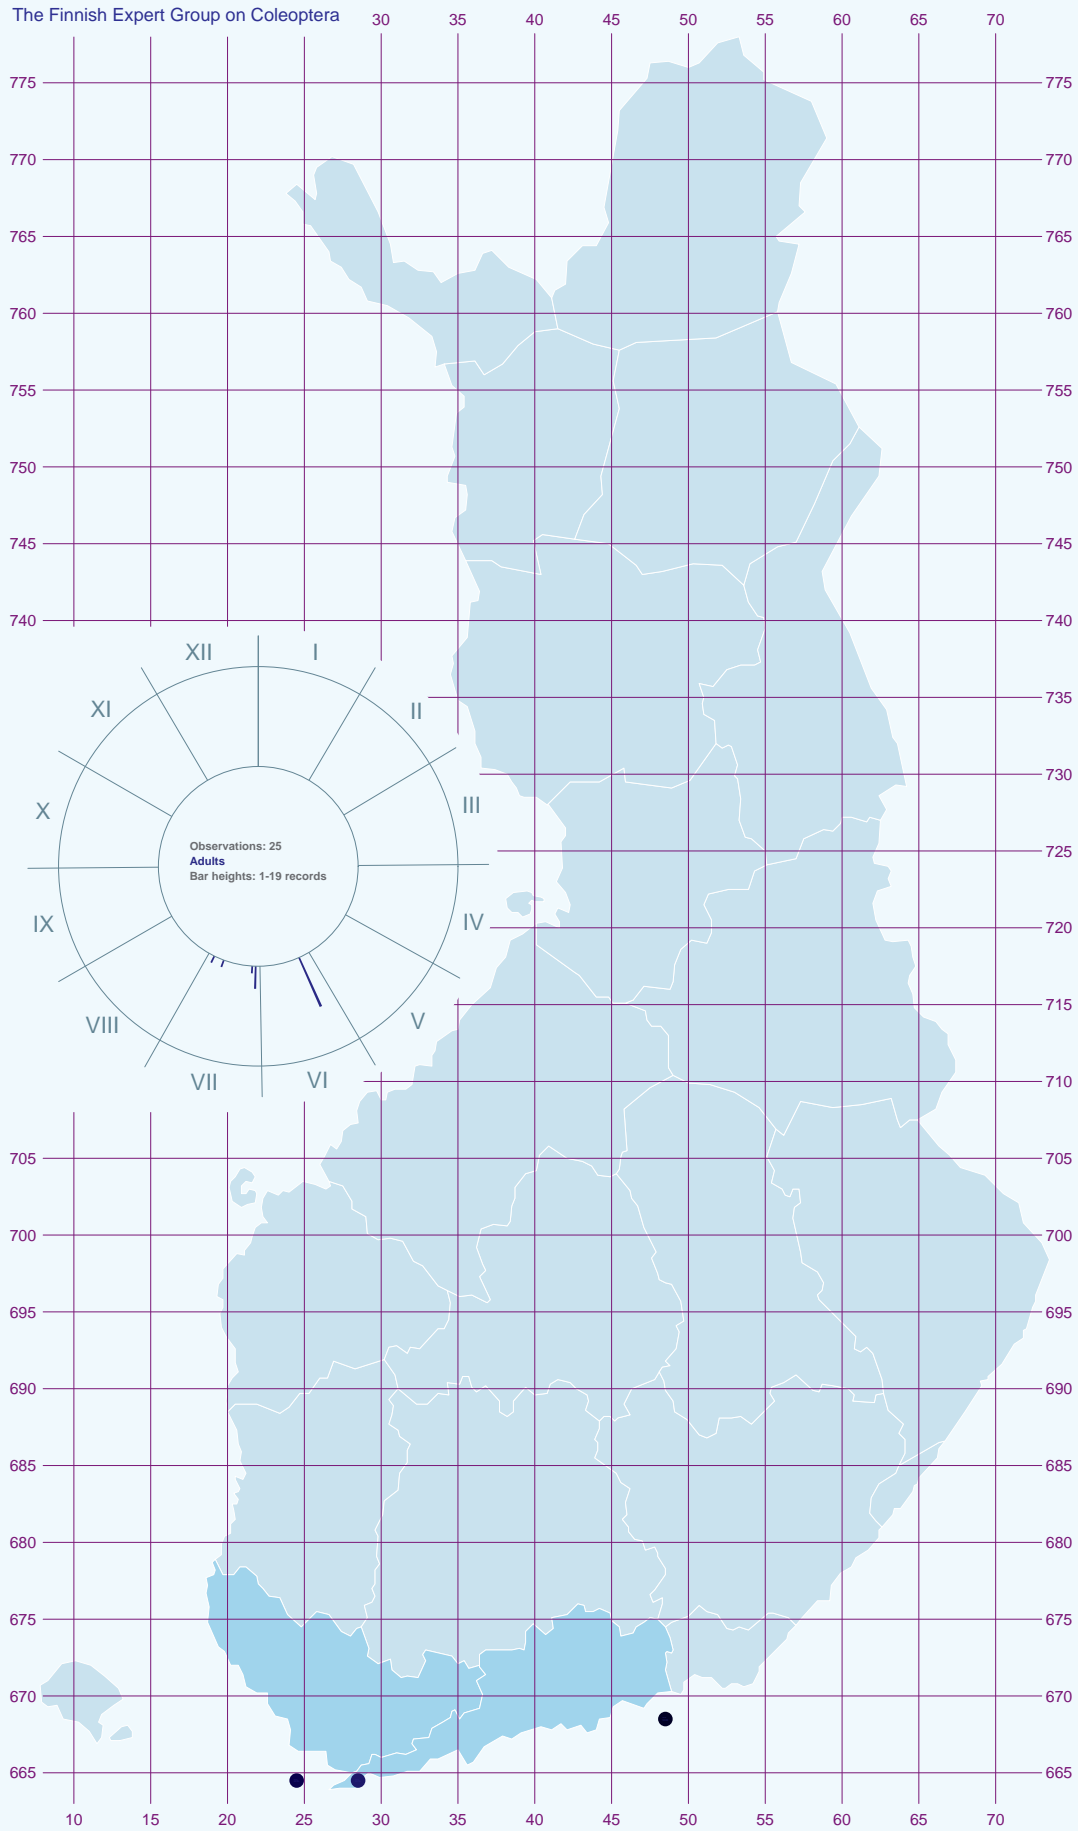 The Finnish Expert Group on Coleoptera
30 35 40 45 50 55 60 65 70
775 775
770 770
765 765
760 760
755 755
750 750
745 745
740 740
XII I
XI II
735
730
X III
Observations: 25
Adults
Bar heights: 1-19 records
725
IX IV
720
715
VIII V
VII VI
710
705 705
700 700
695 695
690 690
685 685
680 680
675 675
670 670
665 665
10 15 20 25 30 35 40 45 50 55 60 65 70